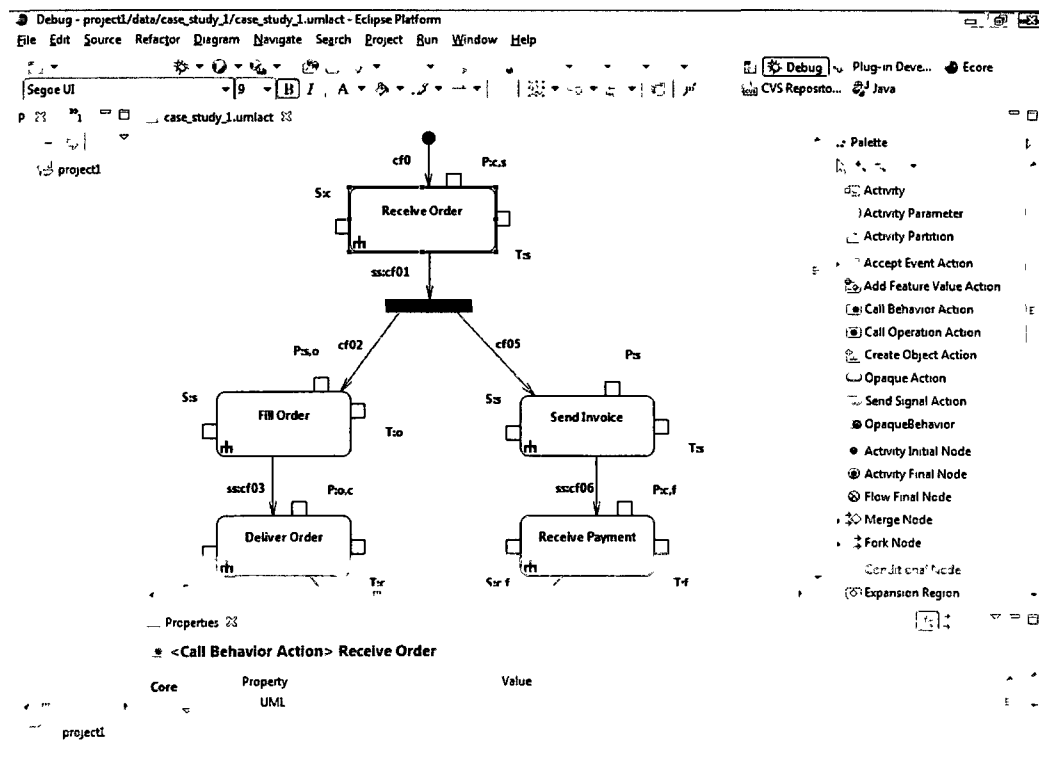 Debug - project1/data/case_study_1/case_study_1.umlact - Eclipse Platform
File Edit Source Refactor Diagram Navigate Search Project Run Window Help
Debug Plug-in Deve... Ecore
Segoe UI 9 B I A CVS Reposito... Java
P 1 case_study_1.umlact
project1
cf0
P:c,s
S:c
Receive Order
T:s
ss:cf01
cf02
cf05
P:s,o
P:s
S:s
Fill Order
T:o
S:s
Send Invoice
T:s
ss:cf03
P:o,c
ss:cf06
P:c,f
Deliver Order
Receive Payment
T:f
Palette
Activity
Activity Parameter
Activity Partition
Accept Event Action
Add Feature Value Action
Call Behavior Action
Call Operation Action
Create Object Action
Opaque Action
Send Signal Action
OpaqueBehavior
Activity Initial Node
Activity Final Node
Flow Final Node
Merge Node
Fork Node
Conditional Node
Expansion Region
Properties
<Call Behavior Action> Receive Order
Core
Property Value
UML
project1